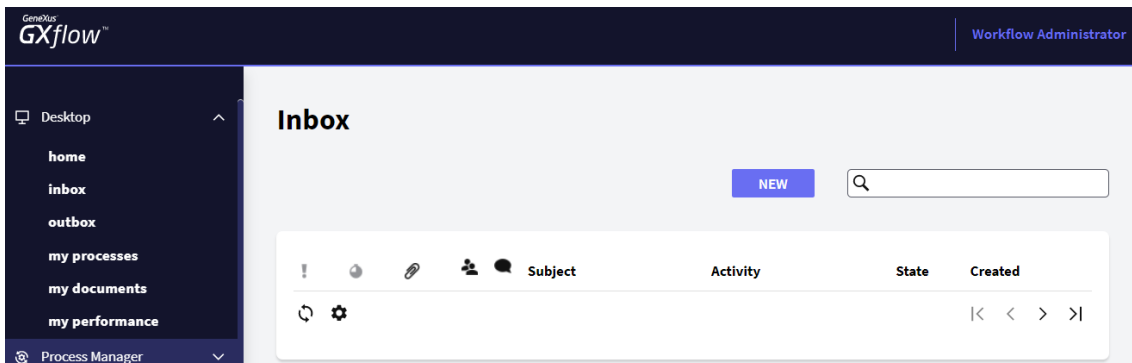 GeneXus
GXflow™
Workflow Administrator
Desktop
home
inbox
outbox
my processes
my documents
my performance
Process Manager
Inbox
NEW
Subject Activity State Created